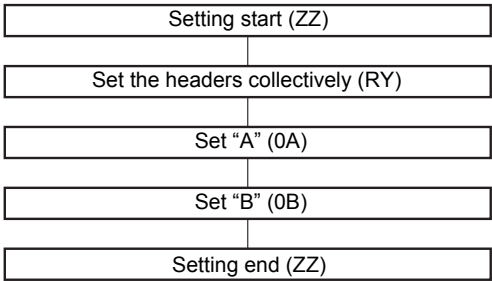 Setting start (ZZ)
Set the headers collectively (RY)
Set “A” (0A)
Set “B” (0B)
Setting end (ZZ)